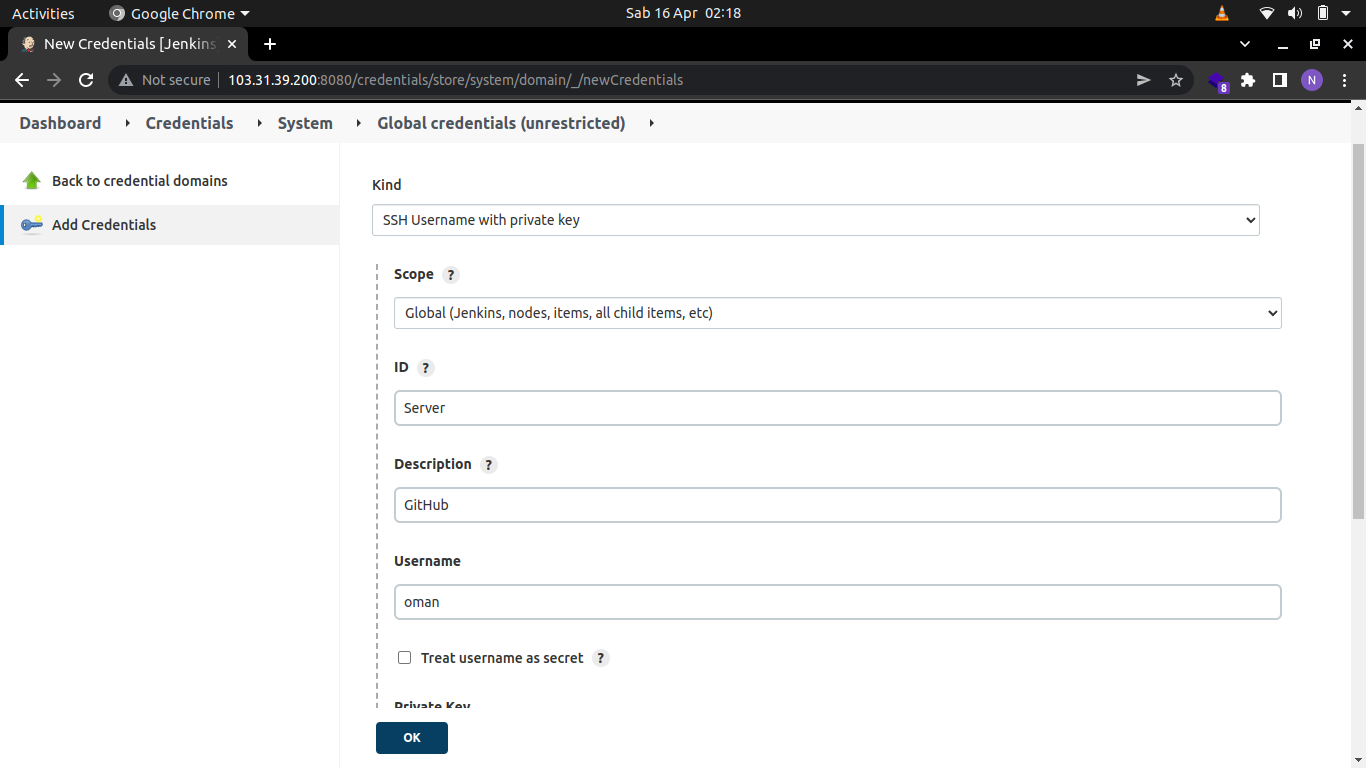 Activities Google Chrome Sab 16 Apr 02:18
New Credentials [Jenkins
Not secure 103.31.39.200:8080/credentials/store/system/domain/_/newCredentials 8 N
Dashboard Credentials System Global credentials (unrestricted)
Back to credential domains
Add Credentials
Kind
SSH Username with private key
Scope ?
Global (Jenkins, nodes, items, all child items, etc)
ID ?
Server
Description ?
GitHub
Username
oman
Treat username as secret ?
Private Key
OK